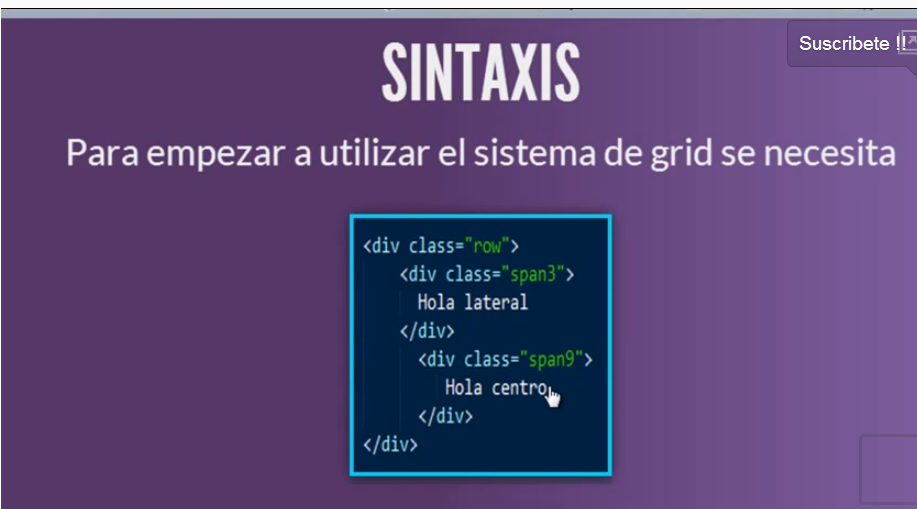 Suscribete !!
SINTAXIS
Para empezar a utilizar el sistema de grid se necesita
<div class="row">
<div class="span3">
Hola lateral
</div>
<div class="span9">
Hola centro
</div>
</div>